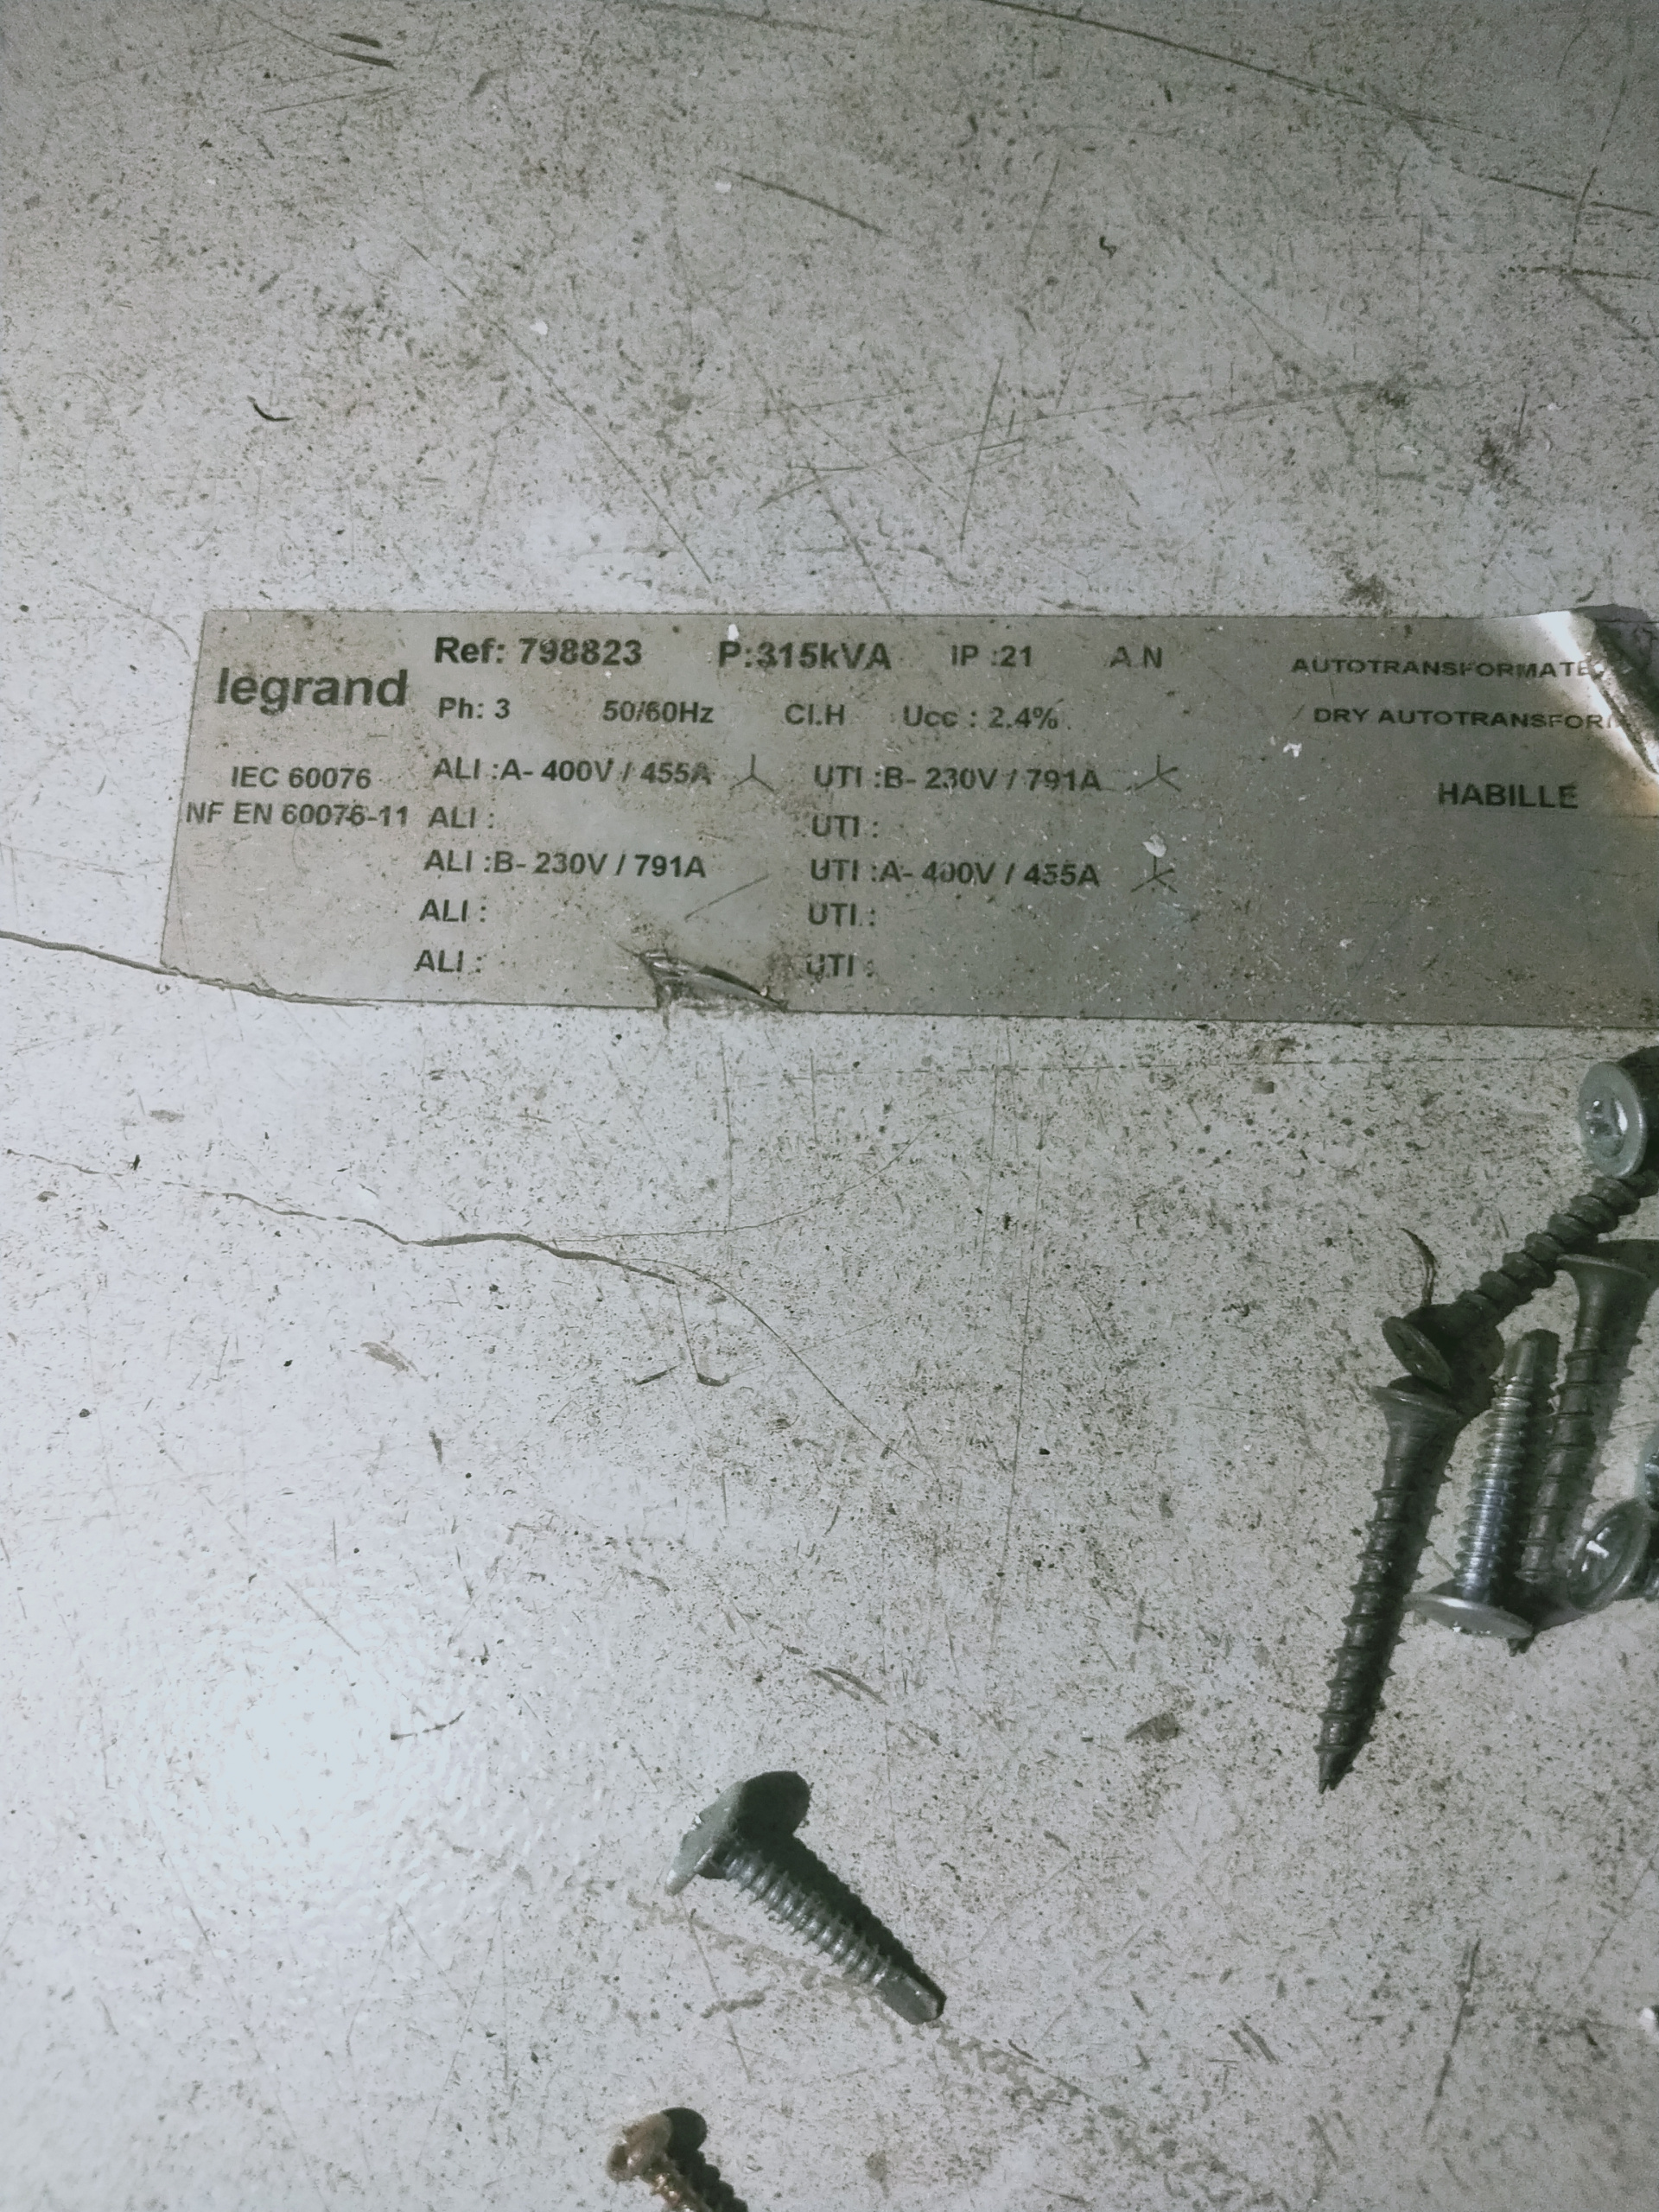 legrand
Ref: 798823 P:315kVA IP :21 A N
Ph: 3 50/60Hz Cl.H Ucc : 2.4%
IEC 60076
NF EN 60076-11
ALI :A- 400V / 455A UTI :B- 230V / 791A
ALI : UTI :
ALI :B- 230V / 791A UTI :A- 400V / 455A
ALI : UTI :
ALI : UTI :
AUTOTRANSFORMATE
/ DRY AUTOTRANSFOR
HABILLE